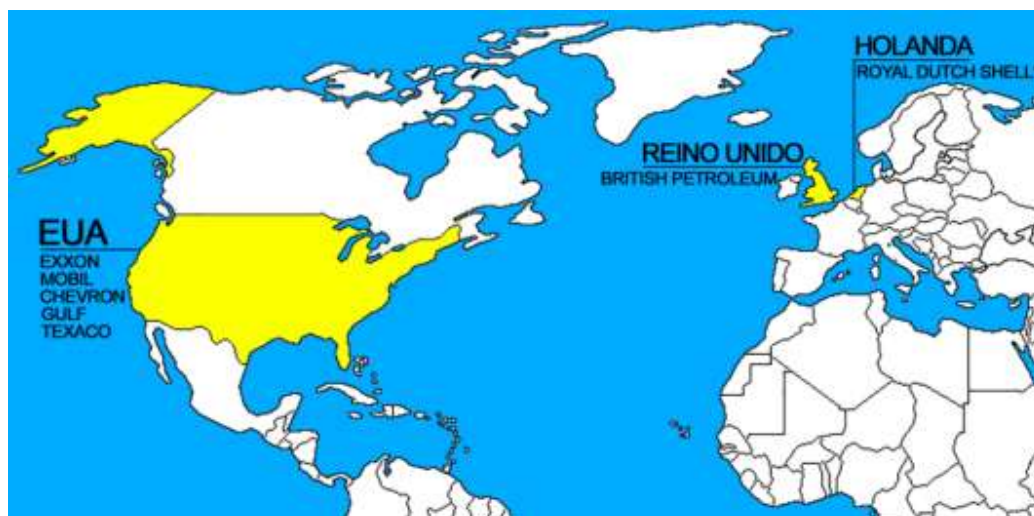 HOLANDA
ROYAL DUTCH SHELL
REINO UNIDO
BRITISH PETROLEUM
EUA
EXXON
MOBIL
CHEVRON
GULF
TEXACO